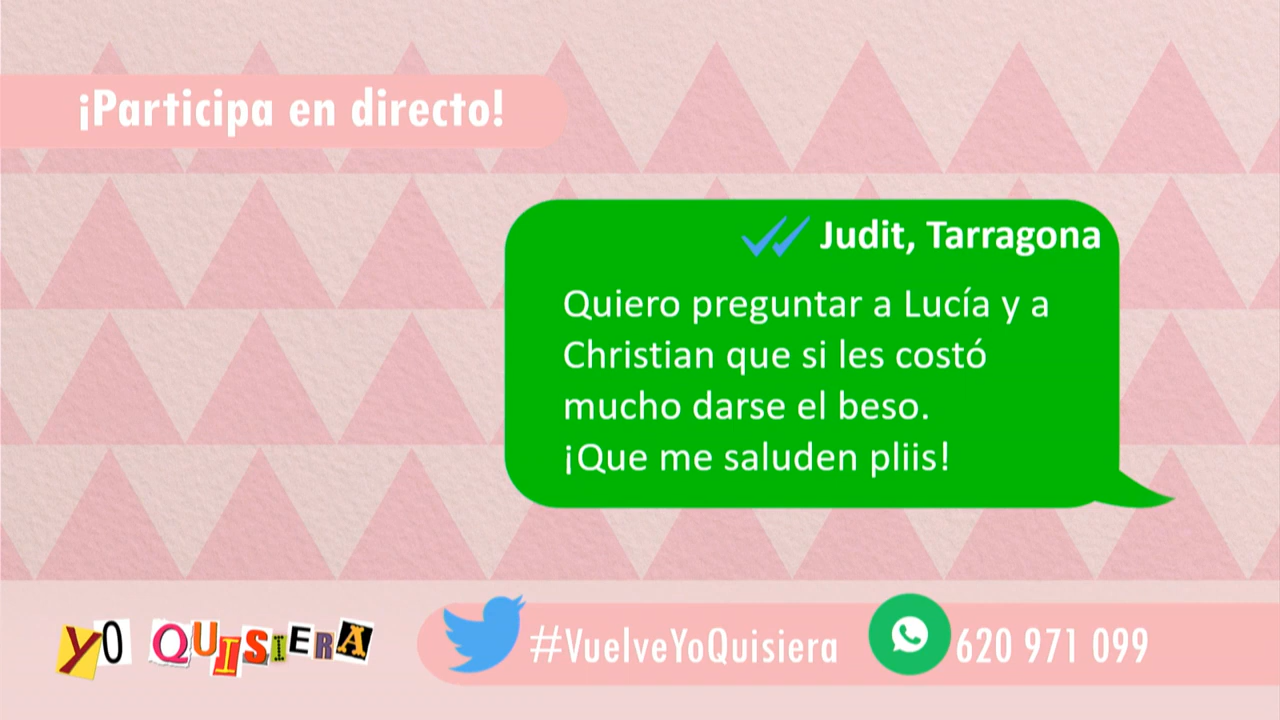 ¡Participa en directo!
Judit, Tarragona
Quiero preguntar a Lucía y a
Christian que si les costó
mucho darse el beso.
¡Que me saluden pliis!
YO QUISIERA
#VuelveYoQuisiera
620 971 099